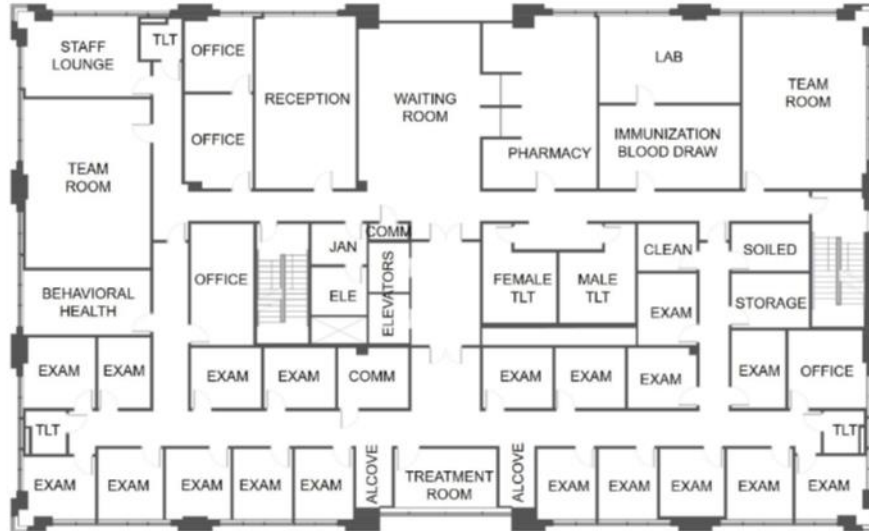 STAFF
LOUNGE
TLT
OFFICE
RECEPTION
WAITING
ROOM
LAB
TEAM
ROOM
OFFICE
TEAM
ROOM
PHARMACY
IMMUNIZATION
BLOOD DRAW
OFFICE
JAN
COMM
ELEVATORS
ELE
FEMALE
TLT
MALE
TLT
CLEAN
SOILED
STORAGE
EXAM
BEHAVIORAL
HEALTH
EXAM
EXAM
EXAM
EXAM
COMM
EXAM
EXAM
EXAM
EXAM
OFFICE
TLT
TLT
EXAM
EXAM
EXAM
EXAM
EXAM
ALCOVE
TREATMENT
ROOM
ALCOVE
EXAM
EXAM
EXAM
EXAM
EXAM